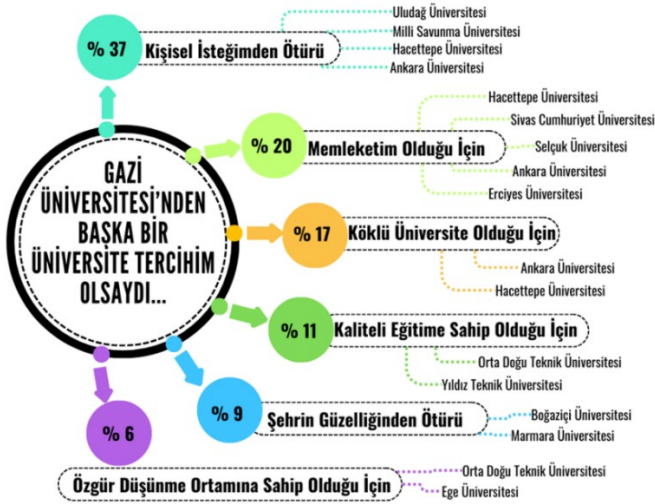 GAZİ
ÜNİVERSİTESİ'NDEN
BAŞKA BİR
ÜNİVERSİTE TERCİHİM
OLSAYDI...
% 37
Kişisel İsteğimden Ötürü
Uludağ Üniversitesi
Milli Savunma Üniversitesi
Hacettepe Üniversitesi
Ankara Üniversitesi
% 20
Memleketim Olduğu İçin
Hacettepe Üniversitesi
Sivas Cumhuriyet Üniversitesi
Selçuk Üniversitesi
Ankara Üniversitesi
Erciyes Üniversitesi
% 17
Köklü Üniversite Olduğu İçin
Ankara Üniversitesi
Hacettepe Üniversitesi
% 11
Kaliteli Eğitime Sahip Olduğu İçin
Orta Doğu Teknik Üniversitesi
Yıldız Teknik Üniversitesi
% 9
Şehrin Güzelliğinden Ötürü
Boğaziçi Üniversitesi
Marmara Üniversitesi
% 6
Özgür Düşünme Ortamına Sahip Olduğu İçin
Orta Doğu Teknik Üniversitesi
Ege Üniversitesi